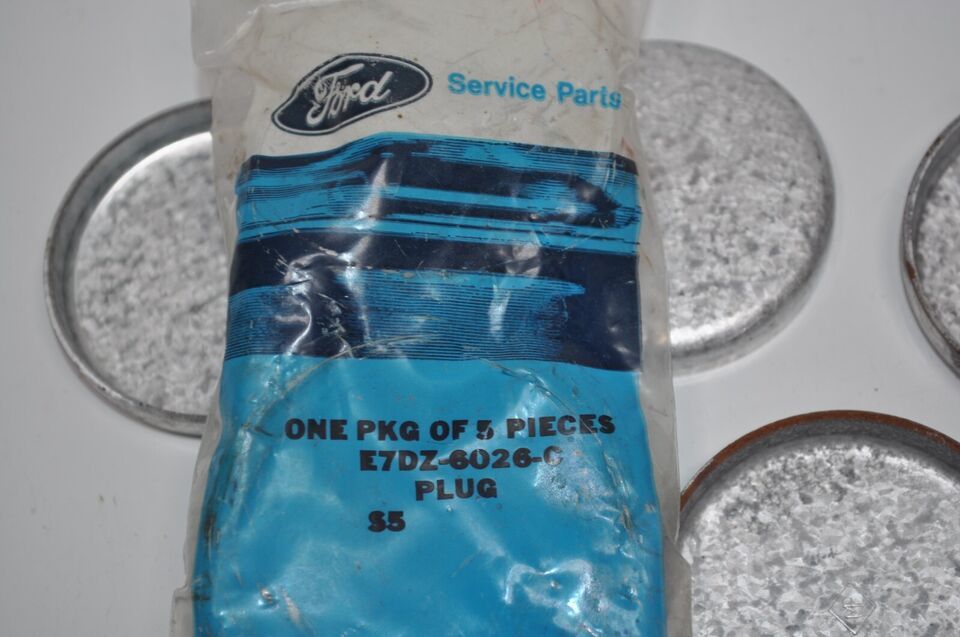 Ford
Service Parts
ONE PKG OF 5 PIECES
E7DZ-6026-C
PLUG
S5